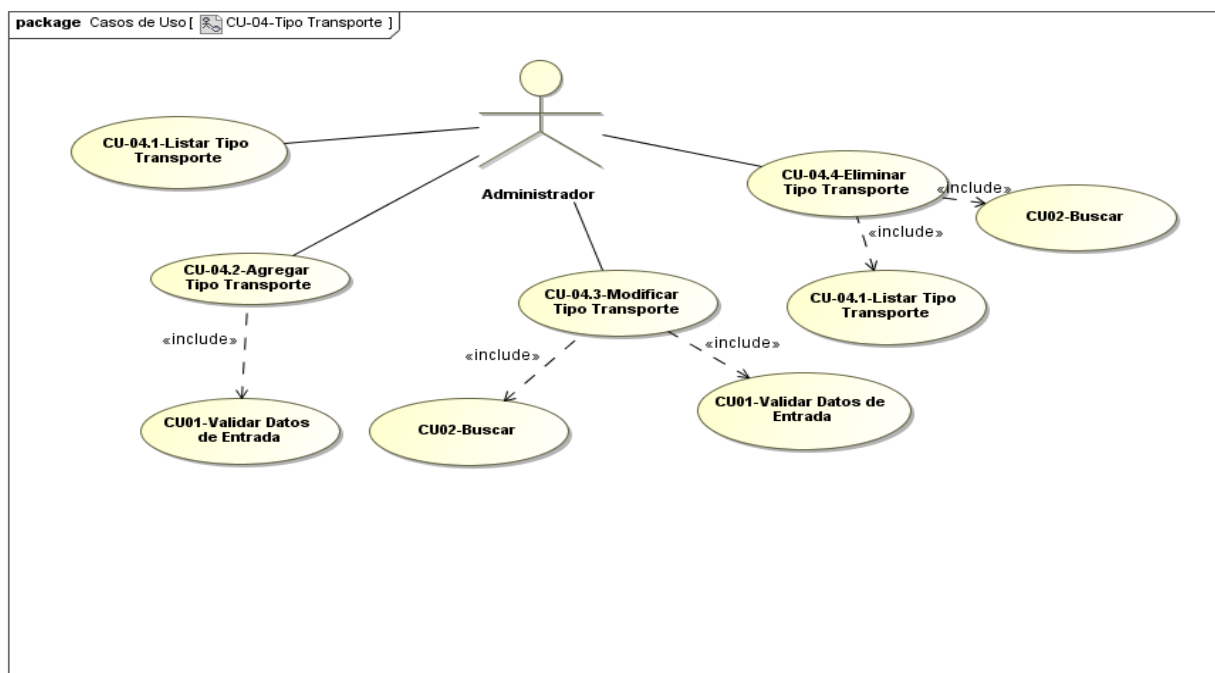 package Casos de Uso [ CU-04-Tipo Transporte ]
CU-04.1-Listar Tipo
Transporte
Administrador
CU-04.4-Eliminar
Tipo Transporte
«include»
CU02-Buscar
«include»
CU-04.1-Listar Tipo
Transporte
CU-04.2-Agregar
Tipo Transporte
«include»
CU01-Validar Datos
de Entrada
CU-04.3-Modificar
Tipo Transporte
«include»
CU02-Buscar
«include»
CU01-Validar Datos de
Entrada